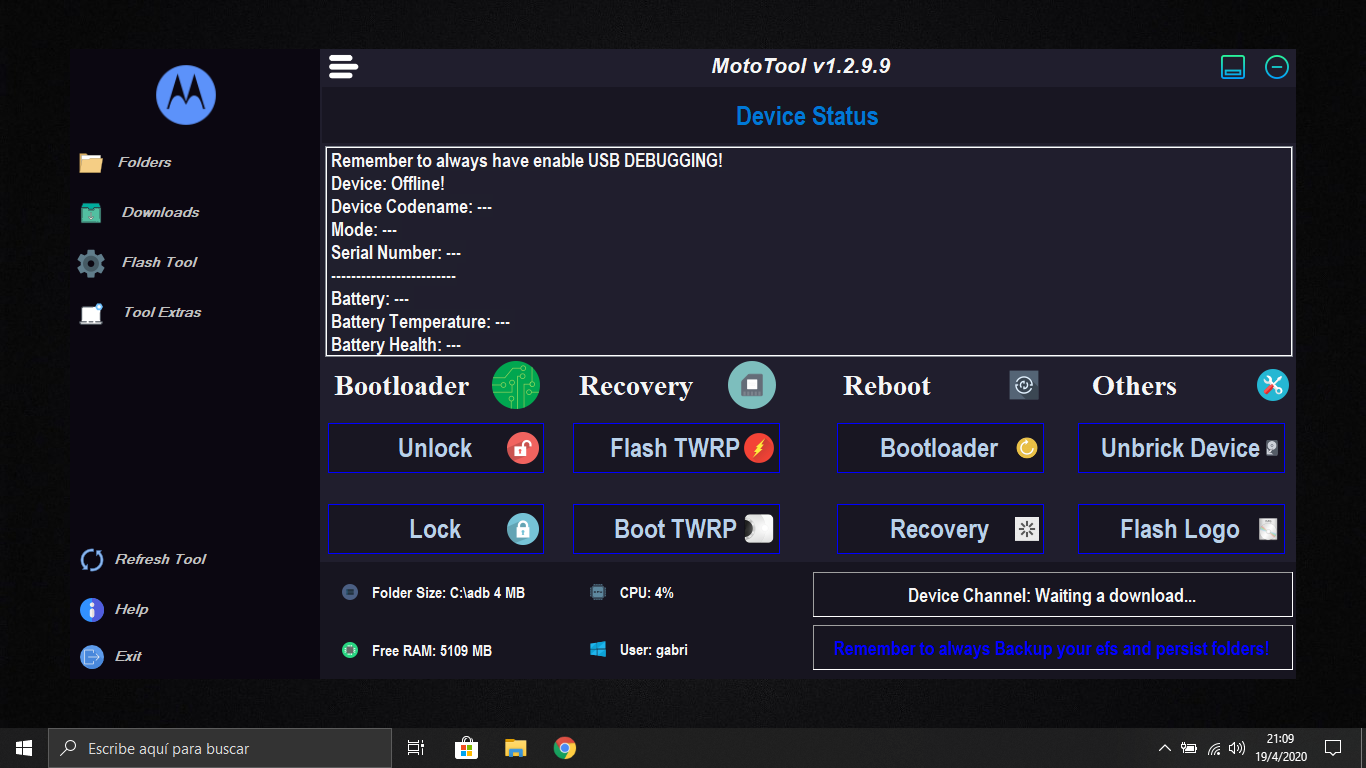 MotoTool v1.2.9.9
Folders
Downloads
Flash Tool
Tool Extras
Refresh Tool
Help
Exit
Device Status
Remember to always have enable USB DEBUGGING!
Device: Offline!
Device Codename: ---
Mode: ---
Serial Number: ---
-------------------------
Battery: ---
Battery Temperature: ---
Battery Health: ---
Bootloader
Recovery
Reboot
Others
Unlock
Flash TWRP
Bootloader
Unbrick Device
Lock
Boot TWRP
Recovery
Flash Logo
Folder Size: C:\adb 4 MB
CPU: 4%
Device Channel: Waiting a download...
Free RAM: 5109 MB
User: gabri
Remember to always Backup your efs and persist folders!
Escribe aquí para buscar
21:09
19/4/2020